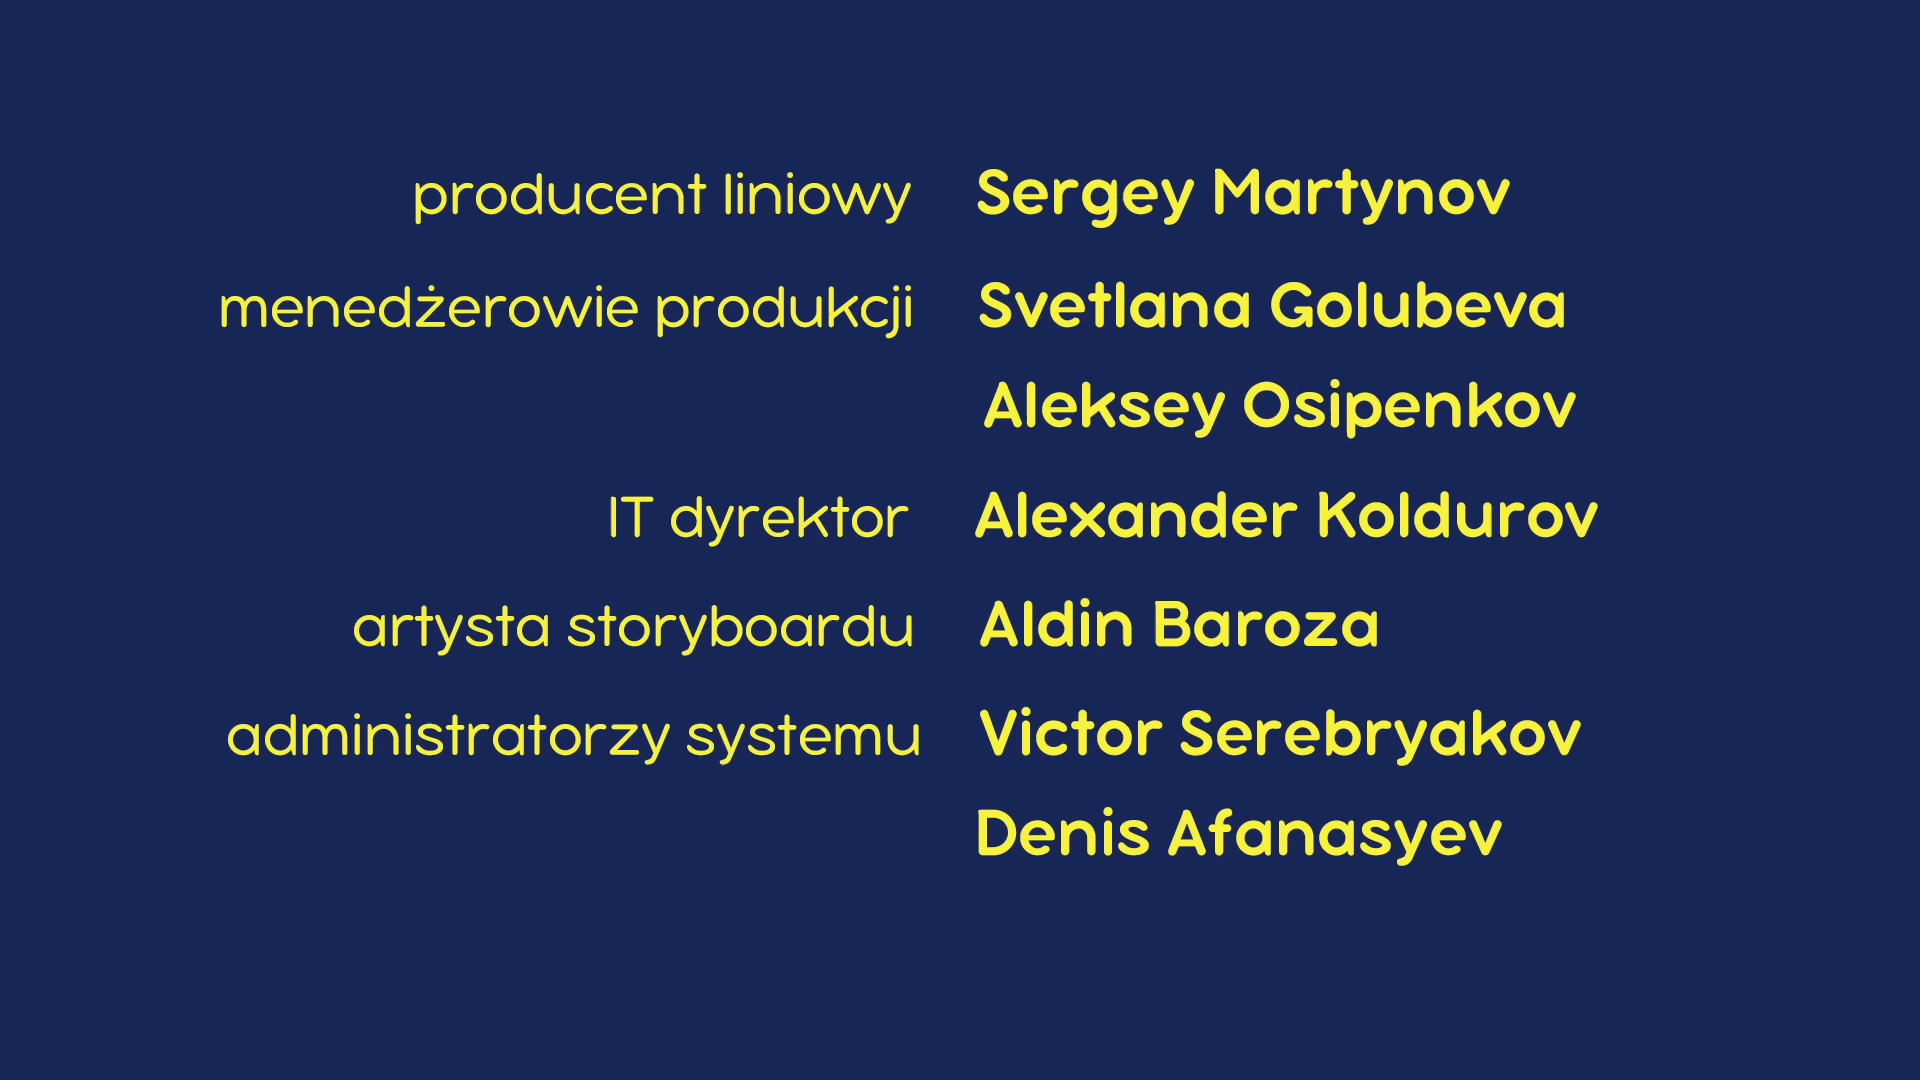 producent liniowy Sergey Martynov
menedżerowie produkcji Svetlana Golubeva
Aleksey Osipenkov
IT dyrektor Alexander Koldurov
artysta storyboardu Aldin Baroza
administratorzy systemu Victor Serebryakov
Denis Afanasyev